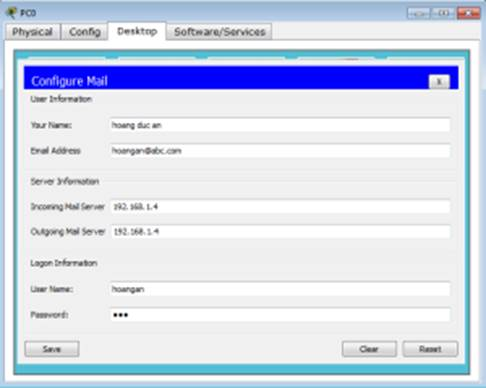 PC0
Physical Config Desktop Software/Services
Configure Mail X
User Information
Your Name: hoang duc an
Email Address hoangan@abc.com
Server Information
Incoming Mail Server 192.168.1.4
Outgoing Mail Server 192.168.1.4
Logon Information
User Name: hoangan
Password: •••
Save Clear Reset